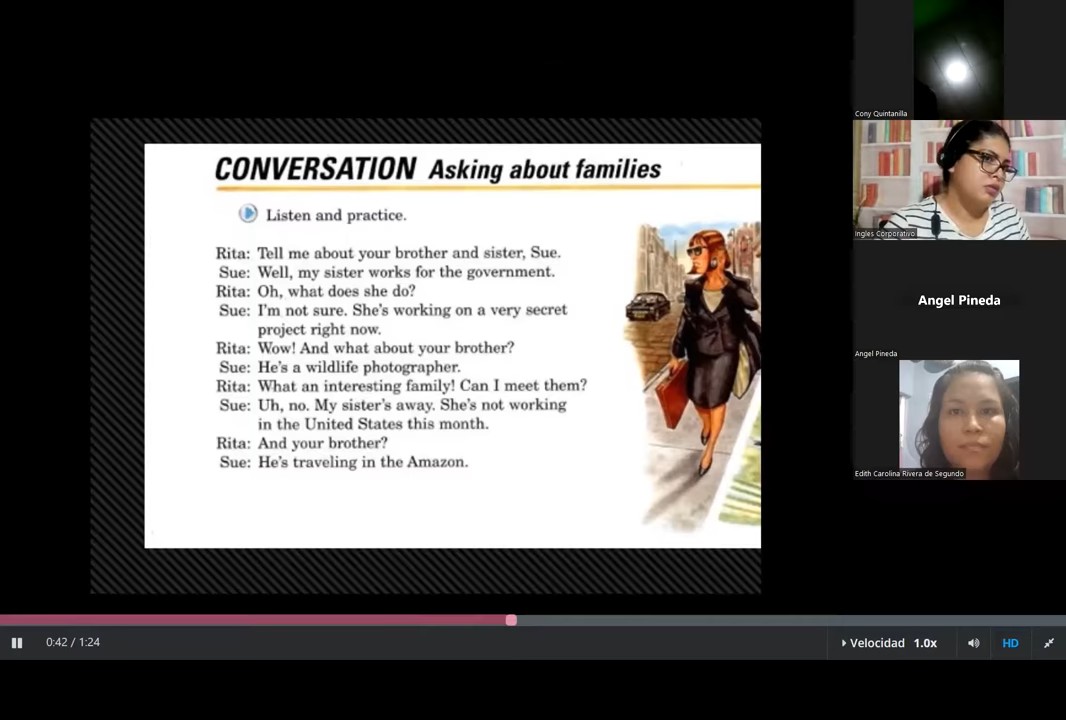 CONVERSATION Asking about families
Listen and practice.
Rita: Tell me about your brother and sister, Sue.
Sue: Well, my sister works for the government.
Rita: Oh, what does she do?
Sue: I'm not sure. She's working on a very secret
project right now.
Rita: Wow! And what about your brother?
Sue: He's a wildlife photographer.
Rita: What an interesting family! Can I meet them?
Sue: Uh, no. My sister's away. She's not working
in the United States this month.
Rita: And your brother?
Sue: He's traveling in the Amazon.
Cony Quintanilla
Ingles Corporativo
Angel Pineda
Angel Pineda
Edith Carolina Rivera de Segundo
0:42 / 1:24
Velocidad 1.0x
HD